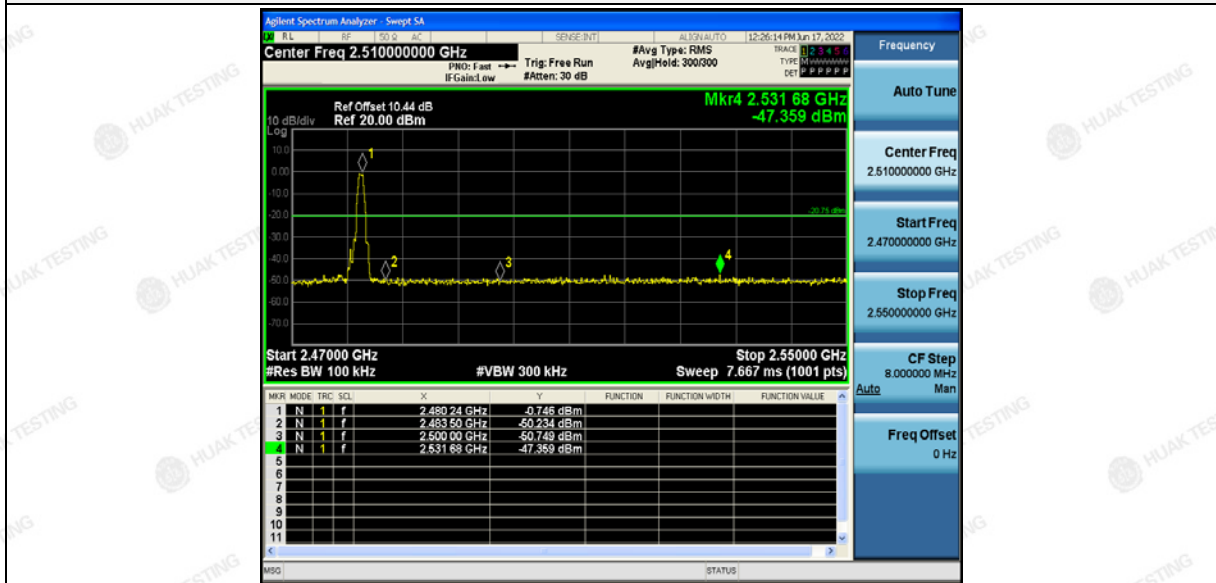 Agilent Spectrum Analyzer - Swept SA
RL RF 50 Ω AC SENSE:INT ALIGN AUTO 12:26:14 PM Jun 17, 2022
Center Freq 2.510000000 GHz
PNO: Fast
IFGain:Low
Trig: Free Run
#Atten: 30 dB
#Avg Type: RMS
Avg|Hold: 300/300
TRACE 1 2 3 4 5 6
TYPE M
DET P P P P P P
Mkr4 2.531 68 GHz
-47.359 dBm
Ref Offset 10.44 dB
10 dB/div Ref 20.00 dBm
Log
10.0
0.00
-10.0
-20.0
-30.0
-40.0
-50.0
-60.0
-70.0
1
2
3
4
-20.75 dBm
Start 2.47000 GHz Stop 2.55000 GHz
#Res BW 100 kHz #VBW 300 kHz Sweep 7.667 ms (1001 pts)
MKR MODE TRC SCL X Y FUNCTION FUNCTION WIDTH FUNCTION VALUE
1 N 1 f 2.480 24 GHz -0.746 dBm
2 N 1 f 2.483 50 GHz -50.234 dBm
3 N 1 f 2.500 00 GHz -50.749 dBm
4 N 1 f 2.531 68 GHz -47.359 dBm
5
6
7
8
9
10
11
MSG STATUS
Frequency
Auto Tune
Center Freq
2.510000000 GHz
Start Freq
2.470000000 GHz
Stop Freq
2.550000000 GHz
CF Step
8.000000 MHz
Auto Man
Freq Offset
0 Hz
HUAK TESTING
HUAK TESTING
HUAK TESTING
HUAK TESTING
HUAK TESTING
HUAK TESTING